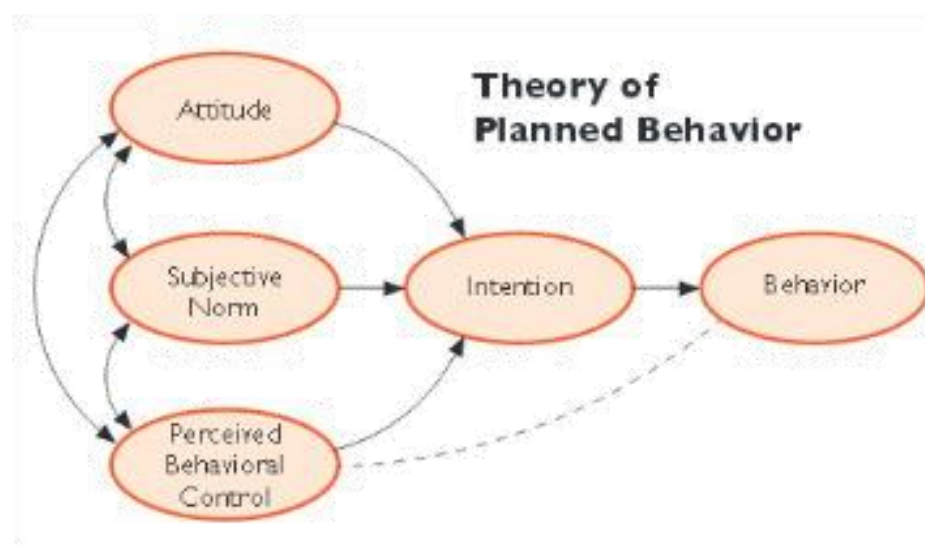 Theory of
Planned Behavior
Attitude
Subjective
Norm
Intention
Behavior
Perceived
Behavioral
Control